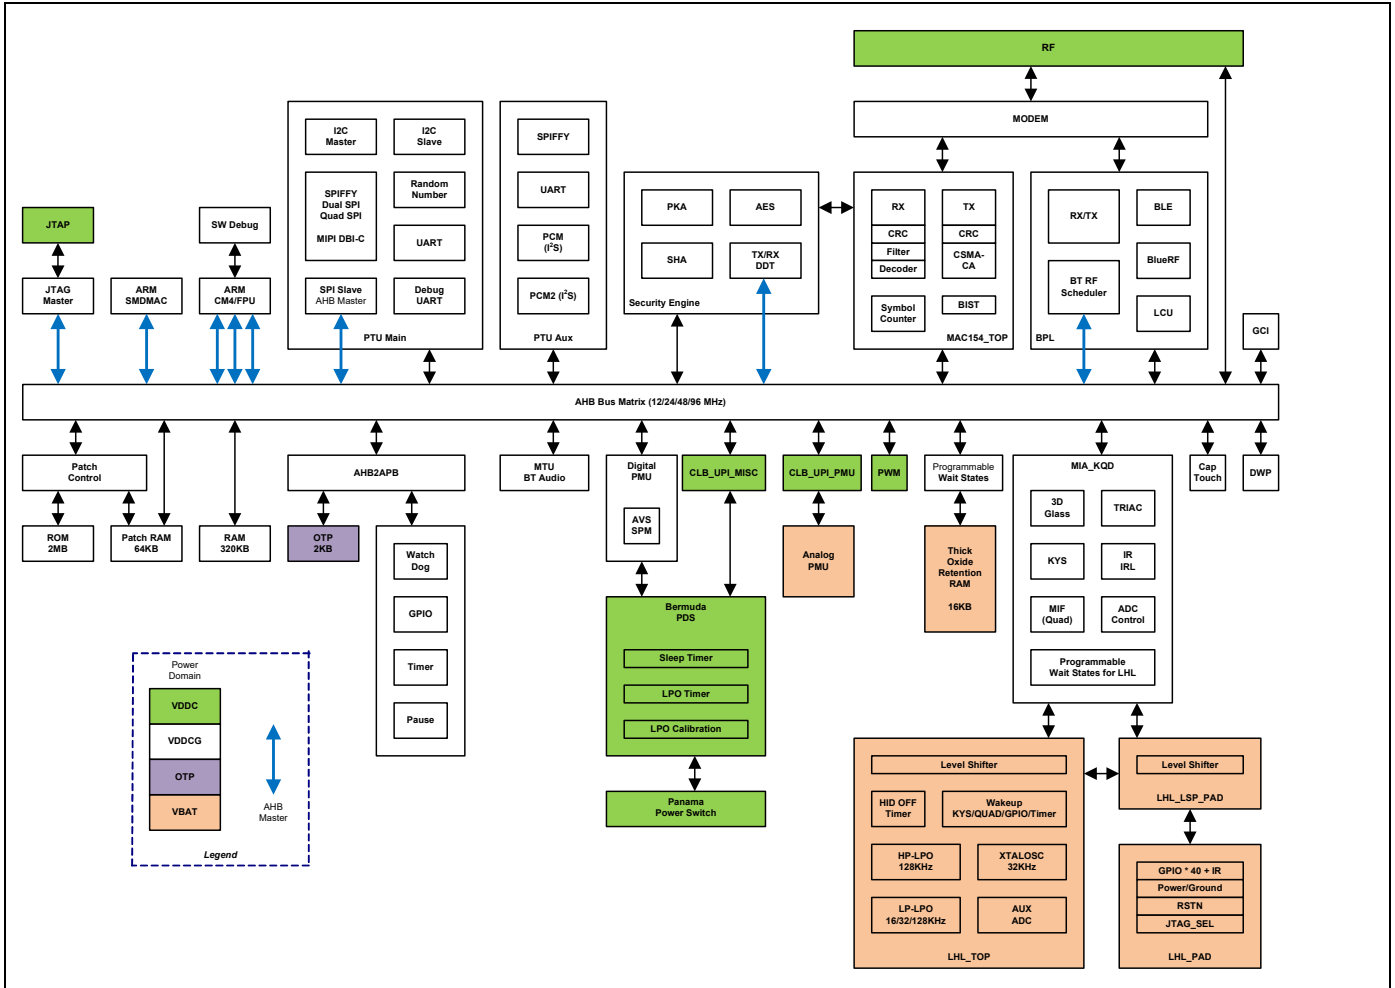 RF
MODEM
I2C
Master
I2C
Slave
SPIFFY
Dual SPI
Quad SPI
MIPI DBI-C
Random
Number
UART
SPI Slave
AHB Master
Debug
UART
PTU Main
SPIFFY
UART
PCM
(I²S)
PCM2 (I²S)
PTU Aux
PKA
AES
SHA
TX/RX
DDT
Security Engine
RX
CRC
Filter
Decoder
Symbol
Counter
TX
CRC
CSMA-
CA
BIST
MAC154_TOP
RX/TX
BT RF
Scheduler
BLE
BlueRF
LCU
BPL
JTAP
JTAG
Master
ARM
SMDMAC
SW Debug
ARM
CM4/FPU
GCI
AHB Bus Matrix (12/24/48/96 MHz)
Patch
Control
ROM
2MB
Patch RAM
64KB
RAM
320KB
AHB2APB
OTP
2KB
Watch
Dog
GPIO
Timer
Pause
MTU
BT Audio
Digital
PMU
AVS
SPM
CLB_UPI_MISC
CLB_UPI_PMU
PWM
Programmable
Wait States
Analog
PMU
Thick
Oxide
Retention
RAM
16KB
MIA_KQD
3D
Glass
TRIAC
KYS
IR
IRL
MIF
(Quad)
ADC
Control
Programmable
Wait States for LHL
Cap
Touch
DWP
Bermuda
PDS
Sleep Timer
LPO Timer
LPO Calibration
Panama
Power Switch
Level Shifter
HID OFF
Timer
Wakeup
KYS/QUAD/GPIO/Timer
HP-LPO
128KHz
XTALOSC
32KHz
LP-LPO
16/32/128KHz
AUX
ADC
LHL_TOP
Level Shifter
LHL_LSP_PAD
GPIO * 40 + IR
Power/Ground
RSTN
JTAG_SEL
LHL_PAD
Power
Domain
VDDC
VDDCG
OTP
VBAT
AHB
Master
Legend